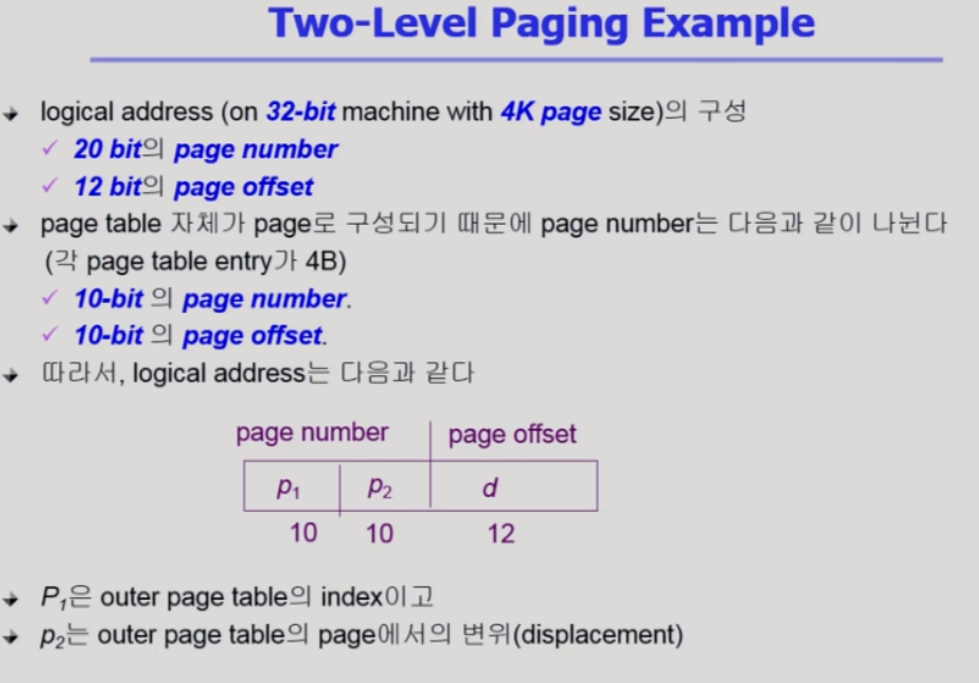 Two-Level Paging Example
logical address (on 32-bit machine with 4K page size)의 구성
✓ 20 bit의 page number
✓ 12 bit의 page offset
page table 자체가 page로 구성되기 때문에 page number는 다음과 같이 나뉜다
(각 page table entry가 4B)
✓ 10-bit 의 page number.
✓ 10-bit 의 page offset.
따라서, logical address는 다음과 같다
page number page offset
p₁ p₂ d
10 10 12
P₁은 outer page table의 index이고
p₂는 outer page table의 page에서의 변위(displacement)